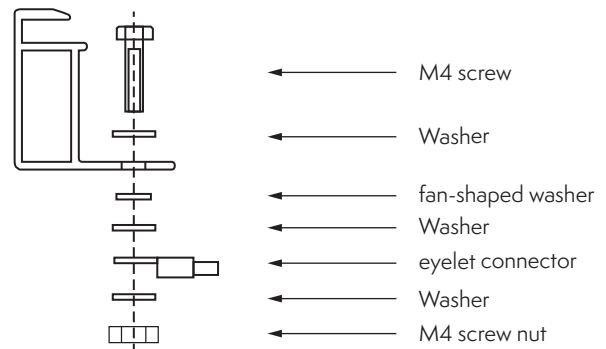 M4 screw
Washer
fan-shaped washer
Washer
eyelet connector
Washer
M4 screw nut